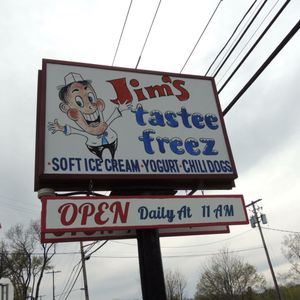 Jim's
tastee
freez
·SOFT ICE CREAM·YOGURT·CHILI DOGS
OPEN Daily At 11 AM